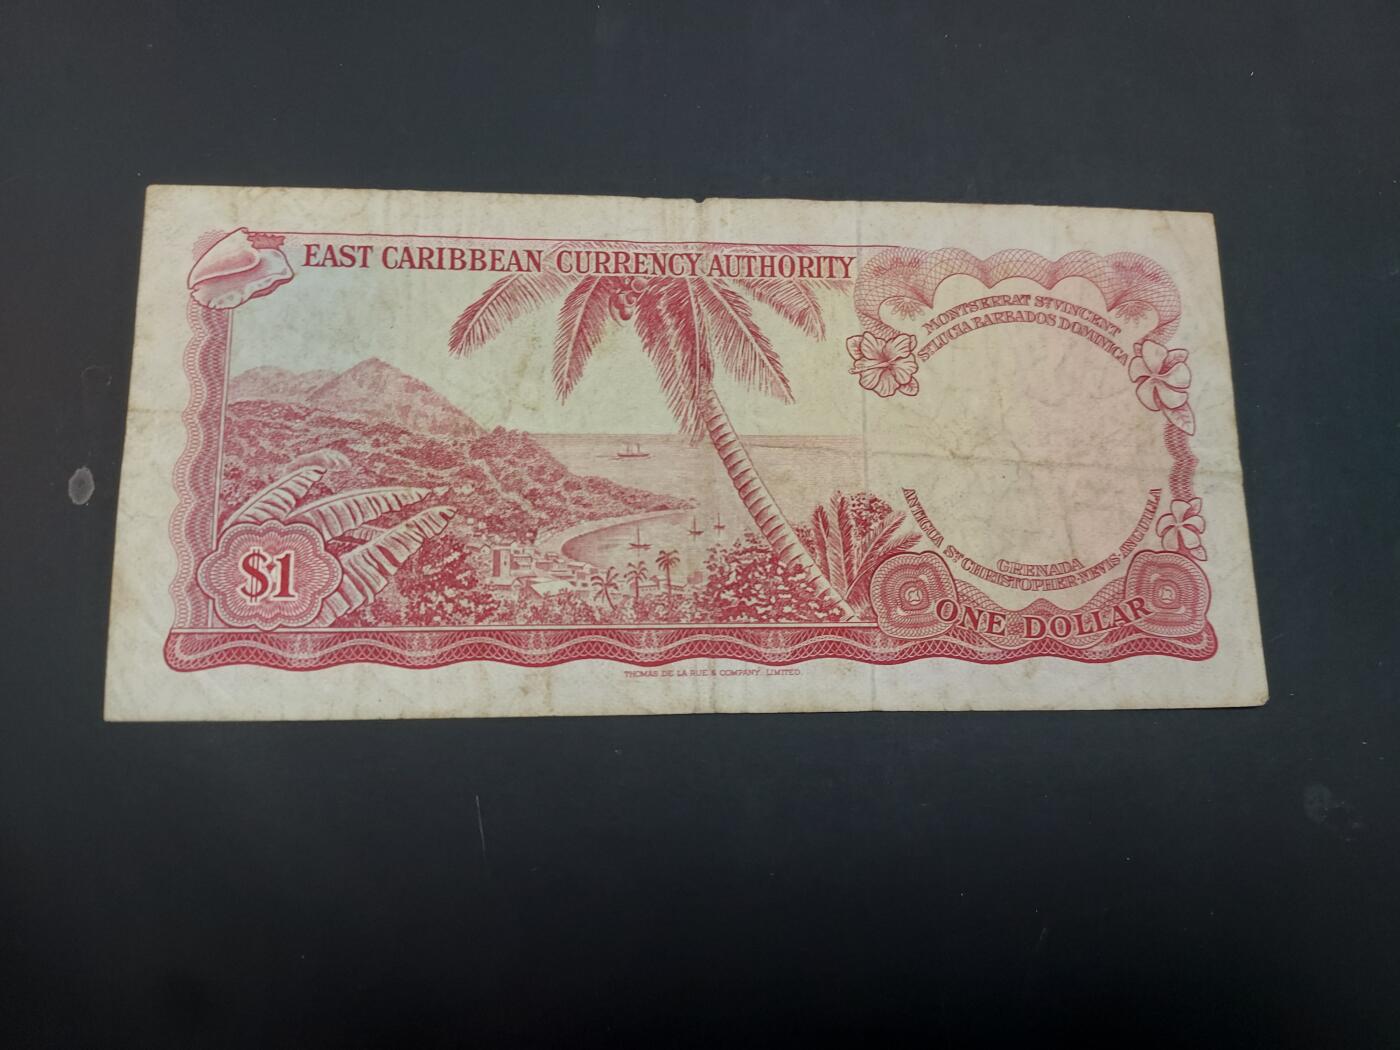 EAST CARIBBEAN CURRENCY AUTHORITY
MONTSERRAT ST VINCENT
ST LUCIA BARBADOS DOMINICA
GRENADA
ANTIGUA ST CHRISTOPHER-NEVIS-ANGUILLA
$1
ONE DOLLAR
THOMAS DE LA RUE & COMPANY, LIMITED.